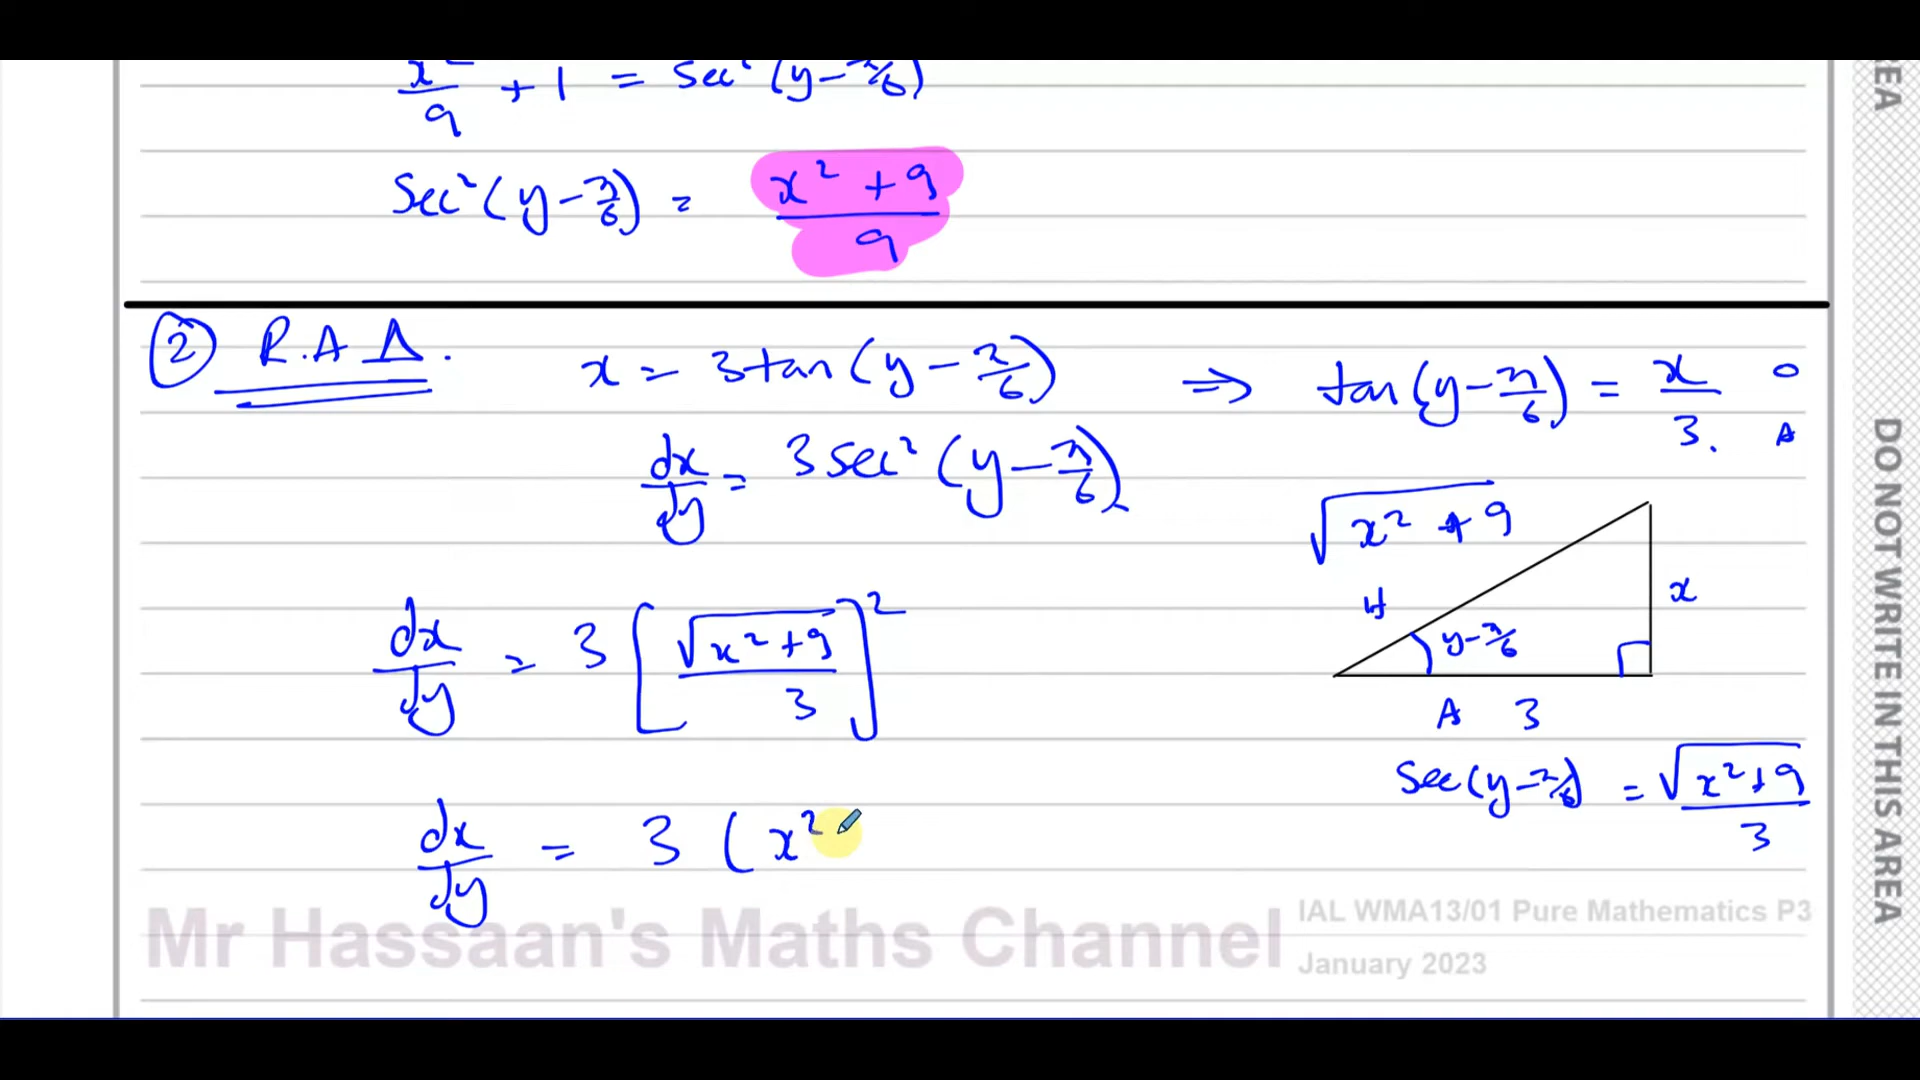 x²/9 + 1 = sec²(y-π/6)
Sec²(y-π/6) = (x²+9)/9
② R.A Δ. x = 3tan(y-π/6) ⇒ tan(y-π/6) = x/3. O A
dx/dy = 3sec²(y-π/6)
√(x²+9)
H
x
y-π/6
A 3
dx/dy = 3[√(x²+9)/3]²
Sec(y-π/6) = √(x²+9)/3
dx/dy = 3(x²
Mr Hassaan's Maths Channel
IAL WMA13/01 Pure Mathematics P3
January 2023
REA
DO NOT WRITE IN THIS AREA